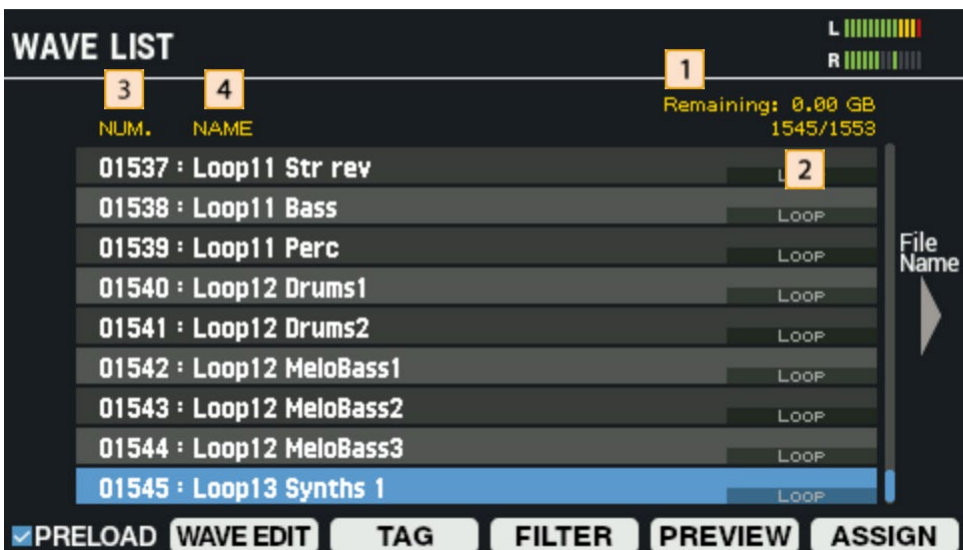 WAVE LIST
L
R
1
3
4
Remaining: 0.00 GB
NUM. NAME
1545/1553
01537 : Loop11 Str rev
2
01538 : Loop11 Bass LOOP
01539 : Loop11 Perc LOOP
File
Name
01540 : Loop12 Drums1 LOOP
01541 : Loop12 Drums2 LOOP
01542 : Loop12 MeloBass1 LOOP
01543 : Loop12 MeloBass2 LOOP
01544 : Loop12 MeloBass3 LOOP
01545 : Loop13 Synths 1 LOOP
PRELOAD WAVE EDIT TAG FILTER PREVIEW ASSIGN